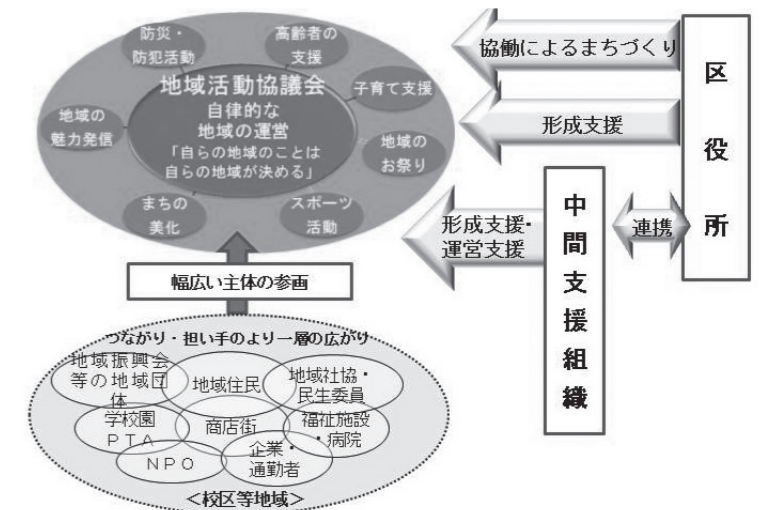 防災・
防犯活動
高齢者の
支援
子育て支援
地域の
魅力発信
地域活動協議会
自律的な
地域の運営
「自らの地域のことは
自らの地域が決める」
地域の
お祭り
まちの
美化
スポーツ
活動
協働によるまちづくり
形成支援
区役所
形成支援・
運営支援
中間支援組織
連携
幅広い主体の参画
つながり・担い手のより一層の広がり
地域振興会
等の地域団
体
地域住民
地域社協・
民生委員
学校園
PTA
商店街
福祉施設
・病院
NPO
企業・
通勤者
<校区等地域>